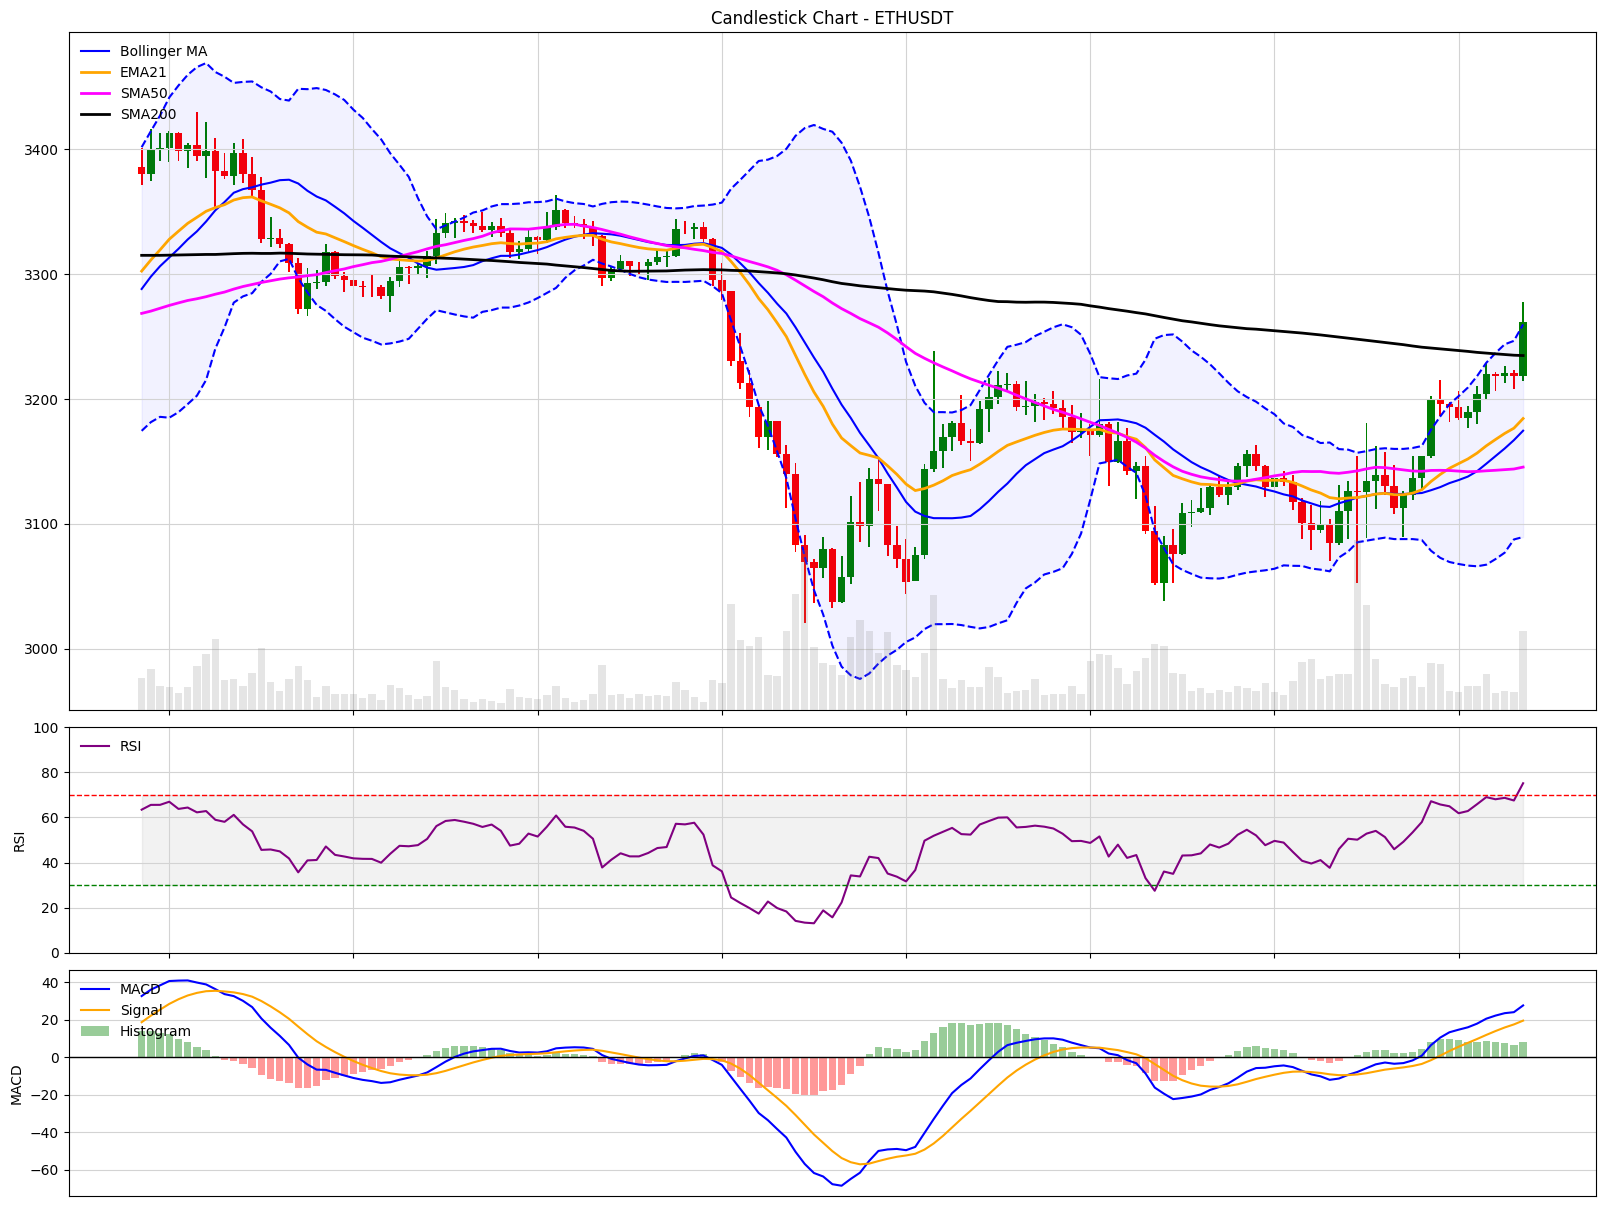 Candlestick Chart - ETHUSDT
Bollinger MA
EMA21
SMA50
SMA200
3400
3300
3200
3100
3000
RSI
100
80
60
40
20
0
RSI
MACD
Signal
Histogram
40
20
0
−20
−40
−60
MACD